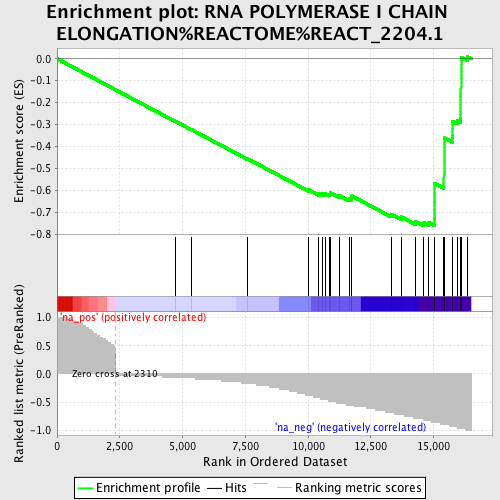 Enrichment plot: RNA POLYMERASE I CHAIN
ELONGATION%REACTOME%REACT_2204.1
Enrichment score (ES)
0.0
-0.1
-0.2
-0.3
-0.4
-0.5
-0.6
-0.7
-0.8
Ranked list metric (PreRanked)
1.0
0.5
0.0
-0.5
-1.0
'na_pos' (positively correlated)
Zero cross at 2310
'na_neg' (negatively correlated)
0
2,500
5,000
7,500
10,000
12,500
15,000
Rank in Ordered Dataset
Enrichment profile
Hits
Ranking metric scores